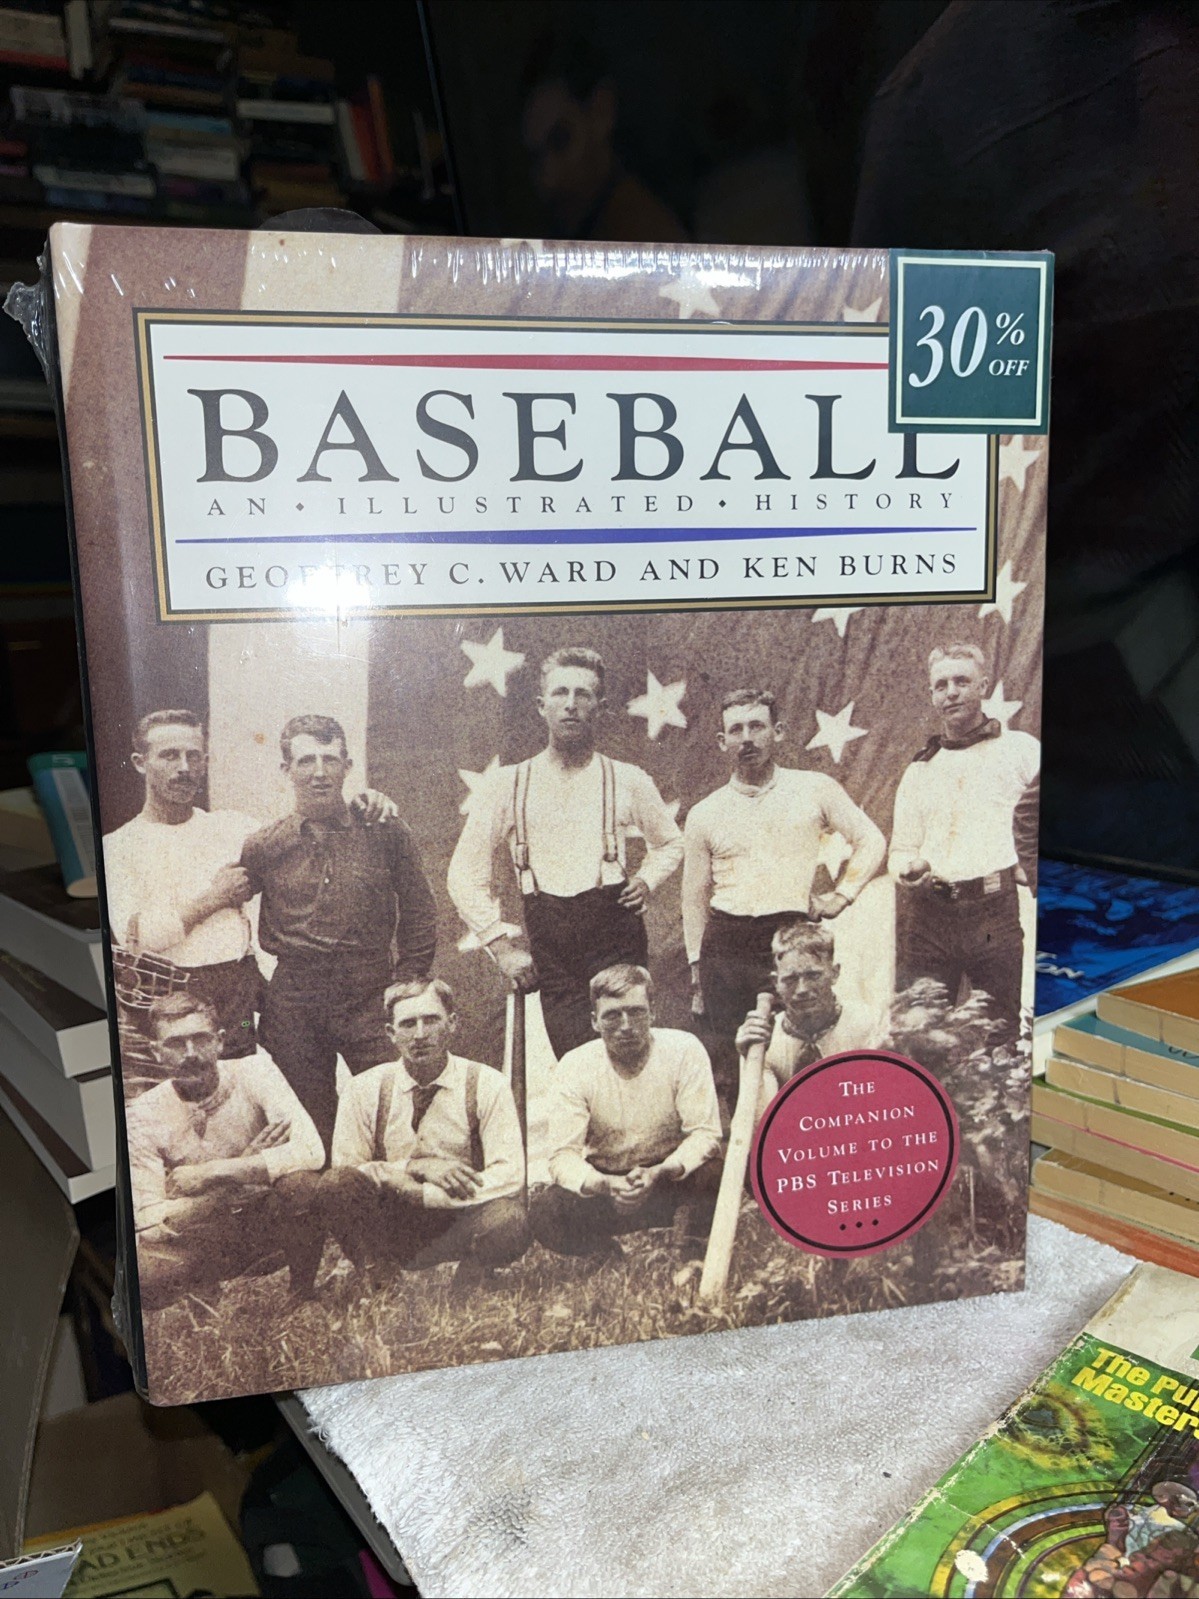 30%
OFF
BASEBALL
AN • ILLUSTRATED • HISTORY
GEOFFREY C. WARD AND KEN BURNS
THE
COMPANION
VOLUME TO THE
PBS TELEVISION
SERIES
• • •
The Pu
Master
AD ENDS